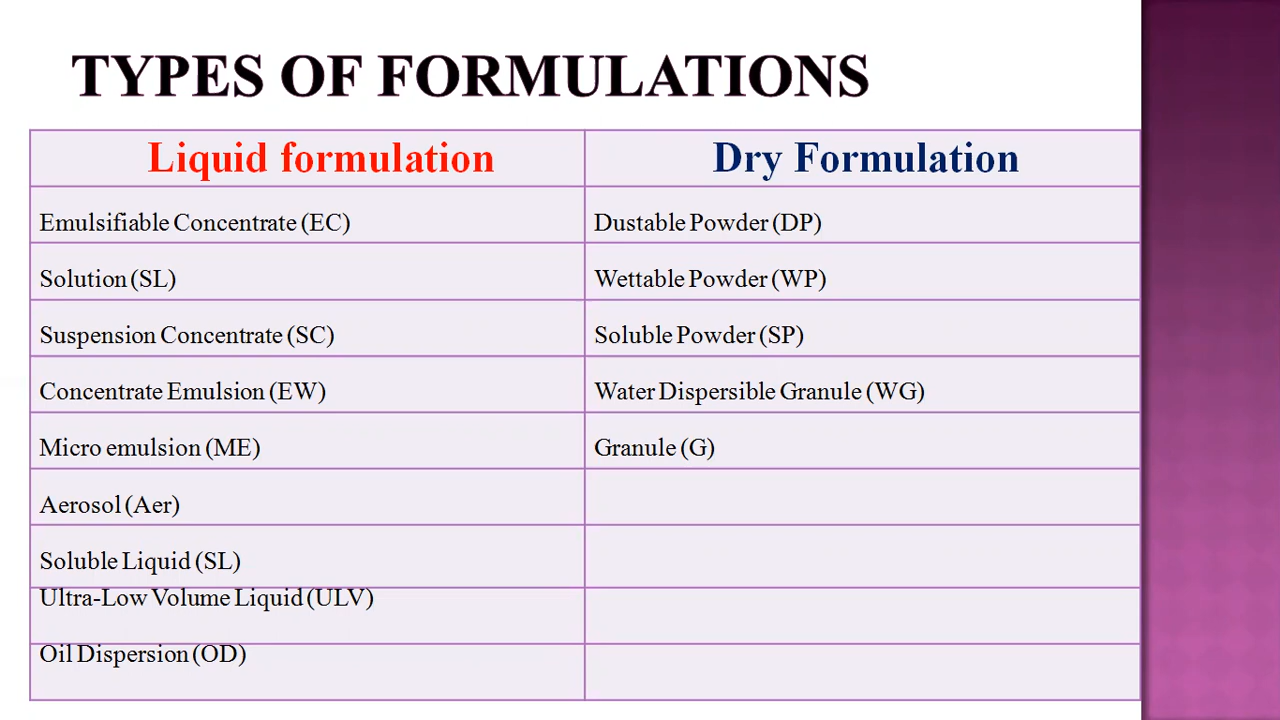 TYPES OF FORMULATIONS
Liquid formulation Dry Formulation
Emulsifiable Concentrate (EC) Dustable Powder (DP)
Solution (SL) Wettable Powder (WP)
Suspension Concentrate (SC) Soluble Powder (SP)
Concentrate Emulsion (EW) Water Dispersible Granule (WG)
Micro emulsion (ME) Granule (G)
Aerosol (Aer)
Soluble Liquid (SL)
Ultra-Low Volume Liquid (ULV)
Oil Dispersion (OD)